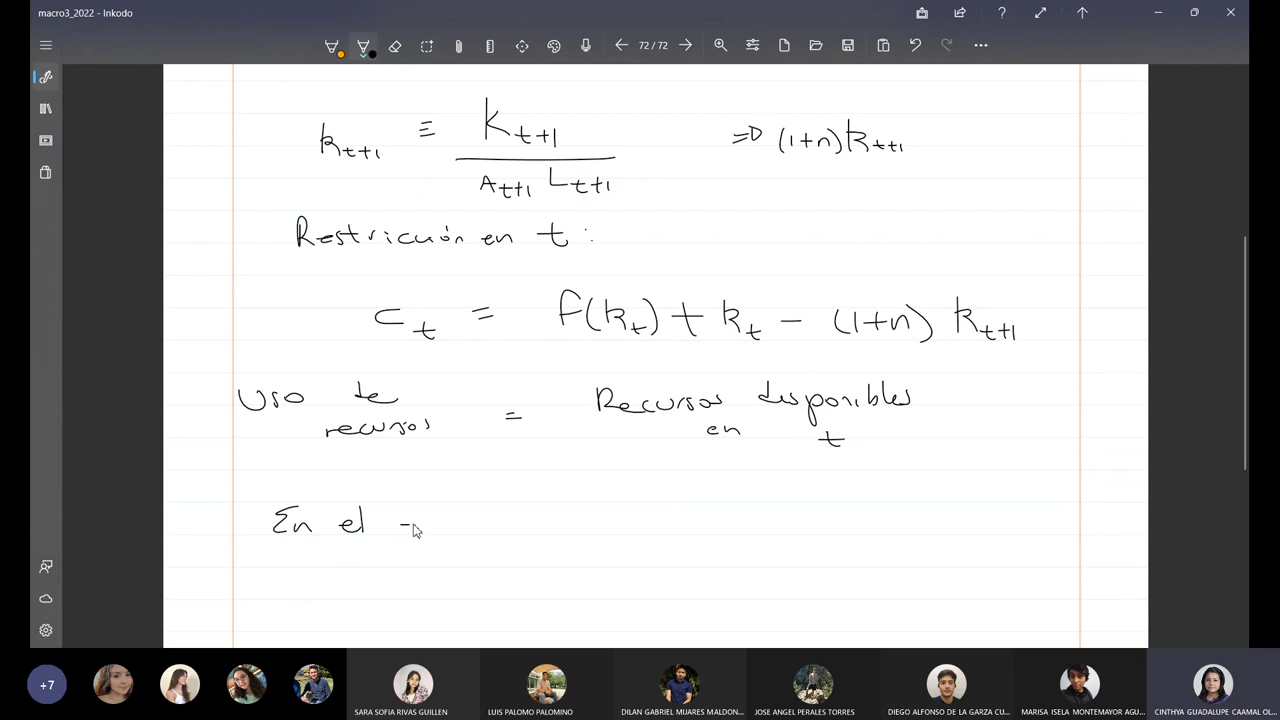 macro3_2022 - Inkodo
72 / 72
k_{t+1} ≡ K_{t+1} / A_{t+1} L_{t+1} ⇒ (1+n)k_{t+1}
Restricción en t :
c_t = f(k_t) + k_t - (1+n) k_{t+1}
Uso de recursos = Recursos disponibles en t
En el -
+7
SARA SOFIA RIVAS GUILLEN
LUIS PALOMO PALOMINO
DILAN GABRIEL MIJARES MALDON...
JOSE ANGEL PERALES TORRES
DIEGO ALFONSO DE LA GARZA CU...
MARISA ISELA MONTEMAYOR AGU...
CINTHYA GUADALUPE CAAMAL OL...